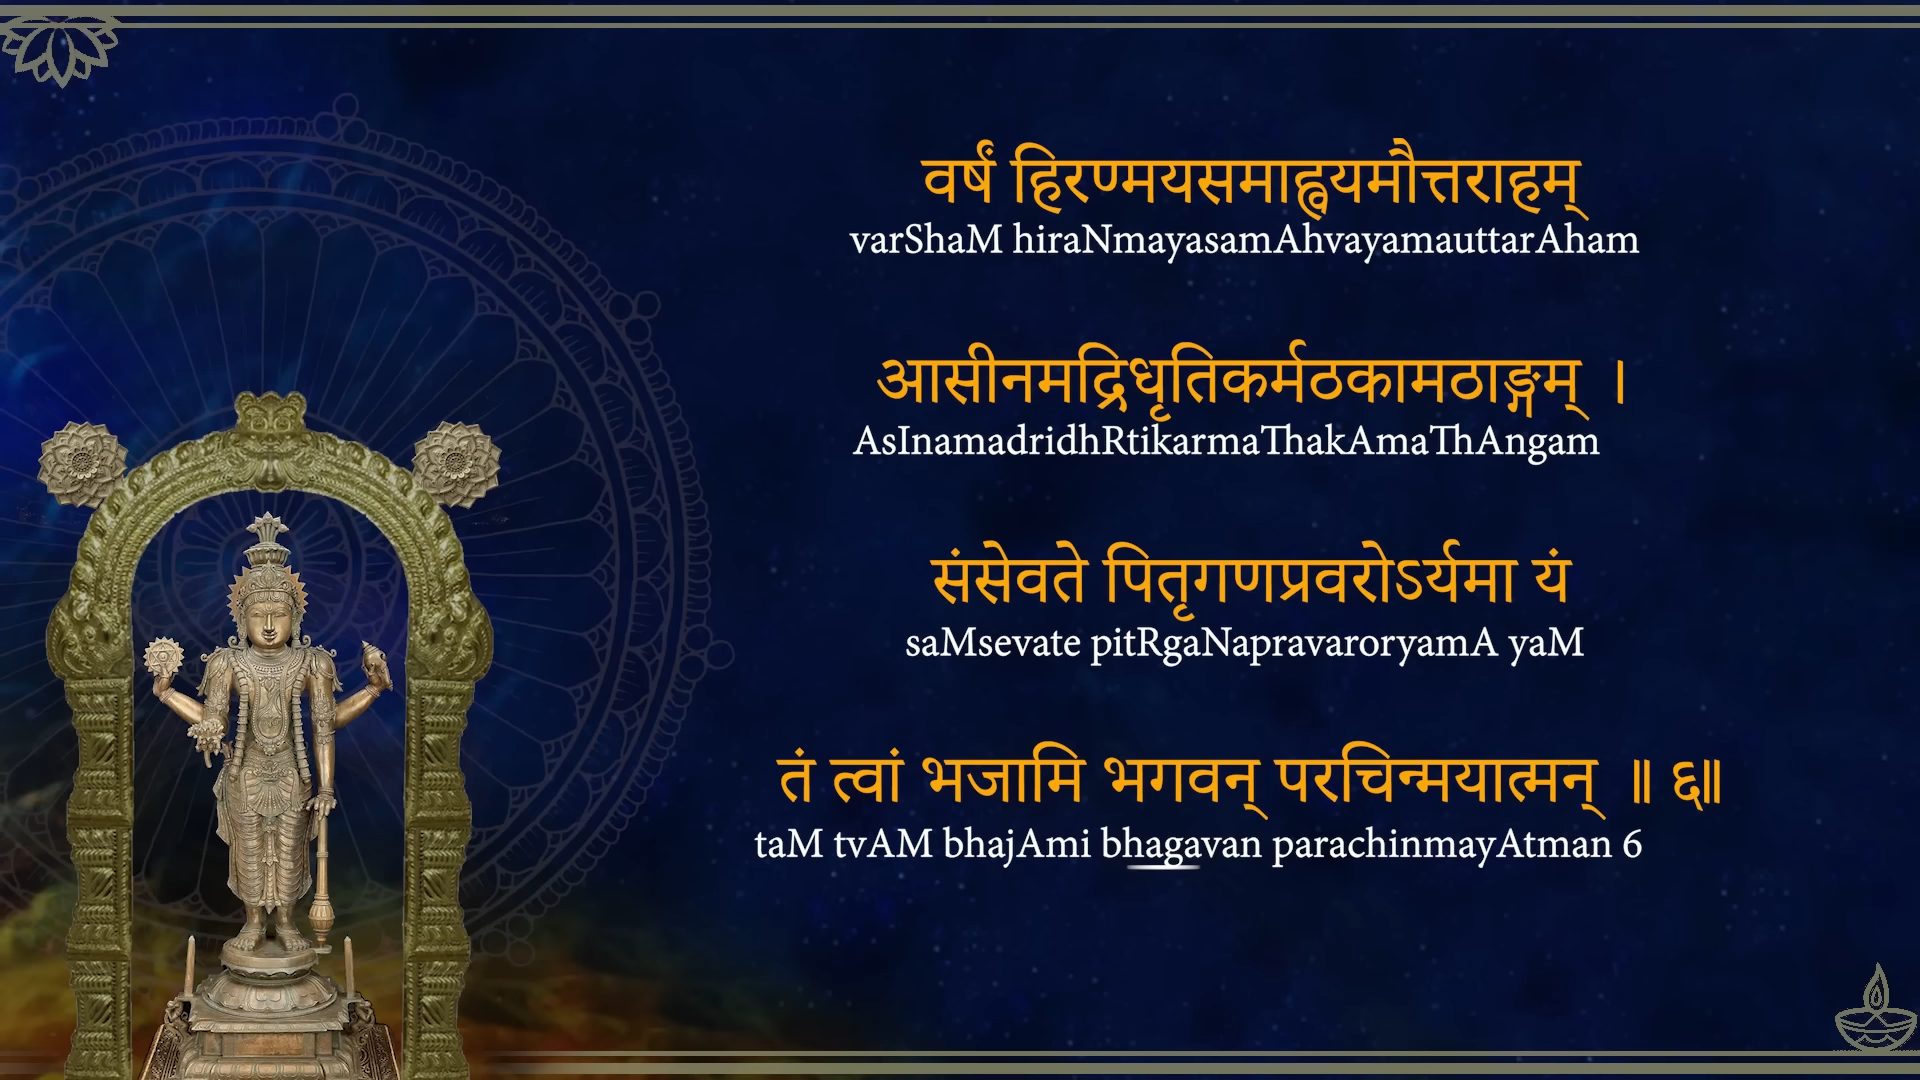 वर्षं हिरण्मयसमाह्वयमौत्तराहम्
varShaM hiraNmayasamAhvayamauttarAham
आसीनमद्रिधृतिकर्मठकामठाङ्गम् ।
AsInamadridhRtikarmaThakAmaThAngam
संसेवते पितृगणप्रवरोऽर्यमा यं
saMsevate pitRgaNapravaroryamA yaM
तं त्वां भजामि भगवन् परचिन्मयात्मन् ॥ ६॥
taM tvAM bhajAmi bhagavan parachinmayAtman 6